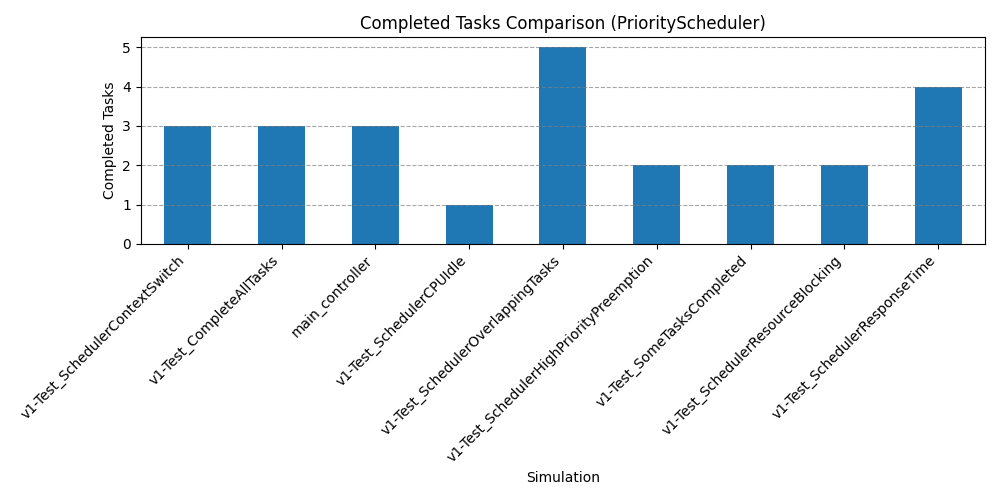 Completed Tasks Comparison (PriorityScheduler)
Completed Tasks
5
4
3
2
1
0
v1-Test_SchedulerContextSwitch
v1-Test_CompleteAllTasks
main_controller
v1-Test_SchedulerCPUIdle
v1-Test_SchedulerOverlappingTasks
v1-Test_SchedulerHighPriorityPreemption
v1-Test_SomeTasksCompleted
v1-Test_SchedulerResourceBlocking
v1-Test_SchedulerResponseTime
Simulation